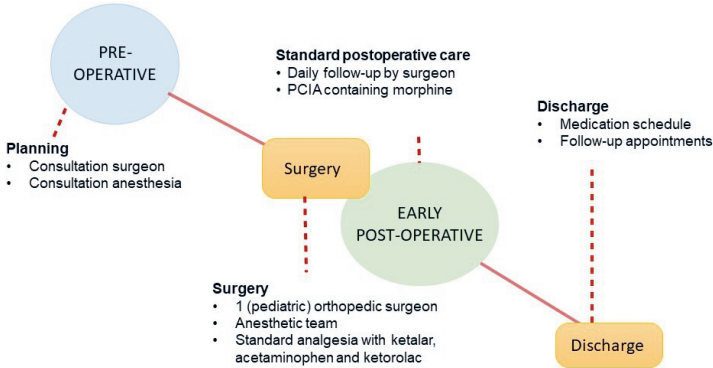 PRE-
OPERATIVE
Standard postoperative care
• Daily follow-up by surgeon
• PCIA containing morphine
Discharge
• Medication schedule
• Follow-up appointments
Planning
• Consultation surgeon
• Consultation anesthesia
Surgery
EARLY
POST-OPERATIVE
Surgery
• 1 (pediatric) orthopedic surgeon
• Anesthetic team
• Standard analgesia with ketalar,
acetaminophen and ketorolac
Discharge